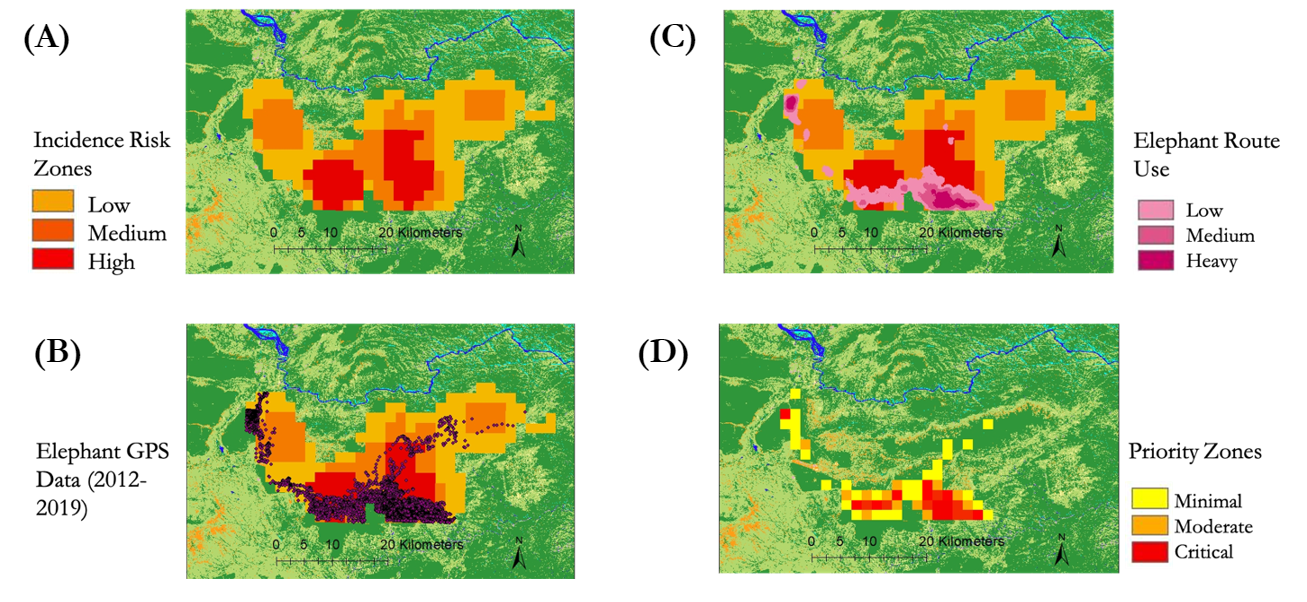 (A)
Incidence Risk
Zones
Low
Medium
High
0 5 10 20 Kilometers
N
(C)
Elephant Route
Use
Low
Medium
Heavy
0 5 10 20 Kilometers
N
(B)
Elephant GPS
Data (2012-
2019)
0 5 10 20 Kilometers
N
(D)
Priority Zones
Minimal
Moderate
Critical
0 5 10 20 Kilometers
N